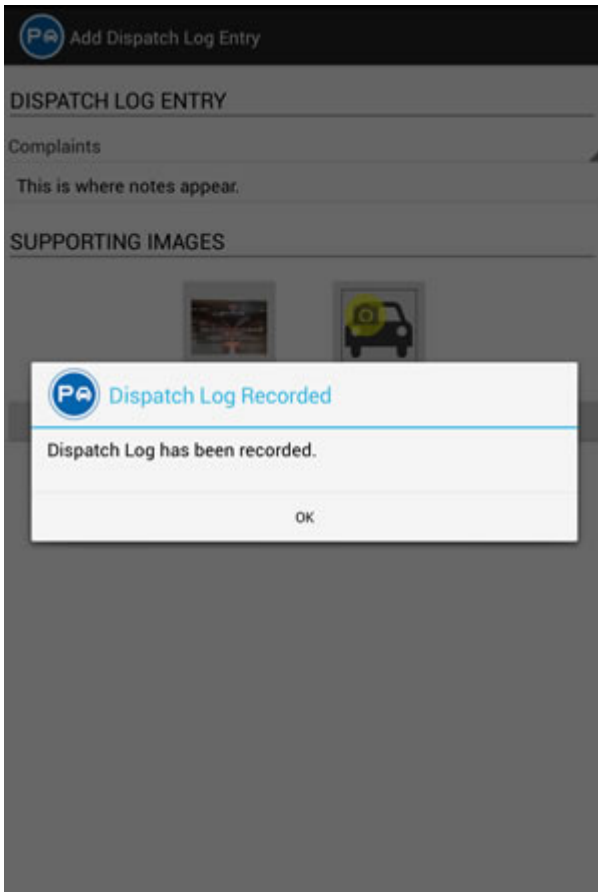 P Add Dispatch Log Entry
DISPATCH LOG ENTRY
Complaints
This is where notes appear.
SUPPORTING IMAGES
P Dispatch Log Recorded
Dispatch Log has been recorded.
OK